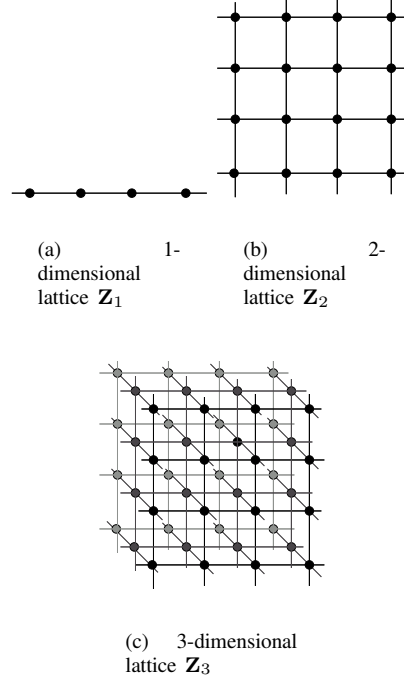 (a) 1-
dimensional
lattice Z₁
(b) 2-
dimensional
lattice Z₂
(c) 3-dimensional
lattice Z₃